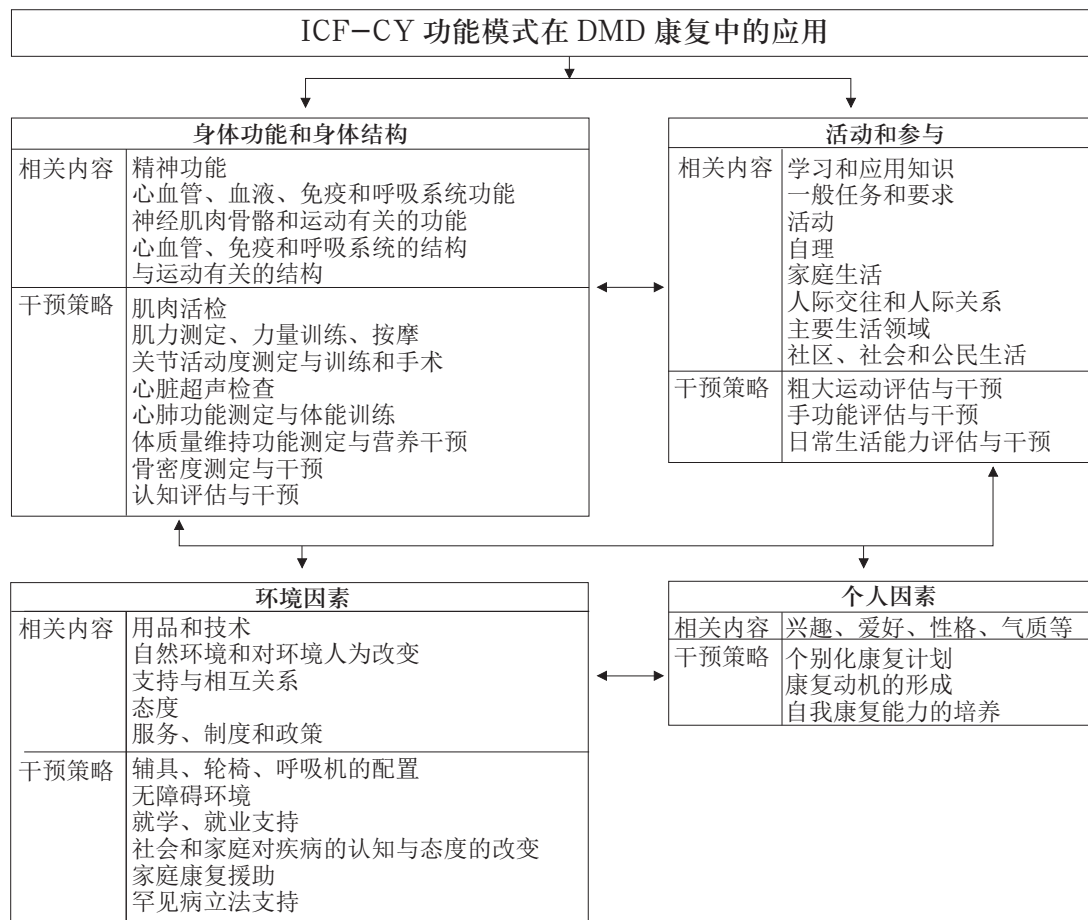 ICF-CY 功能模式在 DMD 康复中的应用
身体功能和身体结构
相关内容
精神功能
心血管、血液、免疫和呼吸系统功能
神经肌肉骨骼和运动有关的功能
心血管、免疫和呼吸系统的结构
与运动有关的结构
干预策略
肌肉活检
肌力测定、力量训练、按摩
关节活动度测定与训练和手术
心脏超声检查
心肺功能测定与体能训练
体质量维持功能测定与营养干预
骨密度测定与干预
认知评估与干预
活动和参与
相关内容
学习和应用知识
一般任务和要求
活动
自理
家庭生活
人际交往和人际关系
主要生活领域
社区、社会和公民生活
干预策略
粗大运动评估与干预
手功能评估与干预
日常生活能力评估与干预
环境因素
相关内容
用品和技术
自然环境和对环境人为改变
支持与相互关系
态度
服务、制度和政策
干预策略
辅具、轮椅、呼吸机的配置
无障碍环境
就学、就业支持
社会和家庭对疾病的认知与态度的改变
家庭康复援助
罕见病立法支持
个人因素
相关内容
兴趣、爱好、性格、气质等
干预策略
个别化康复计划
康复动机的形成
自我康复能力的培养